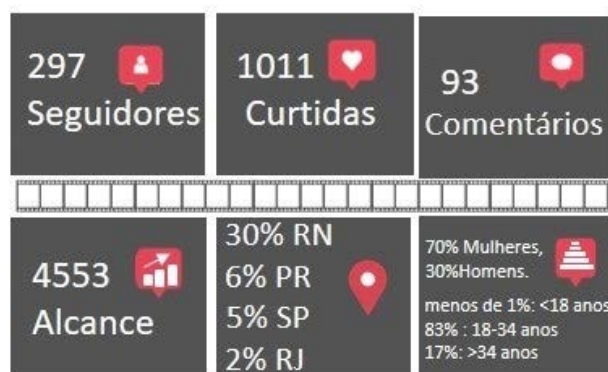 297
Seguidores
1011
Curtidas
93
Comentários
4553
Alcance
30% RN
6% PR
5% SP
2% RJ
70% Mulheres,
30%Homens.
menos de 1%: <18 anos
83% : 18-34 anos
17%: >34 anos